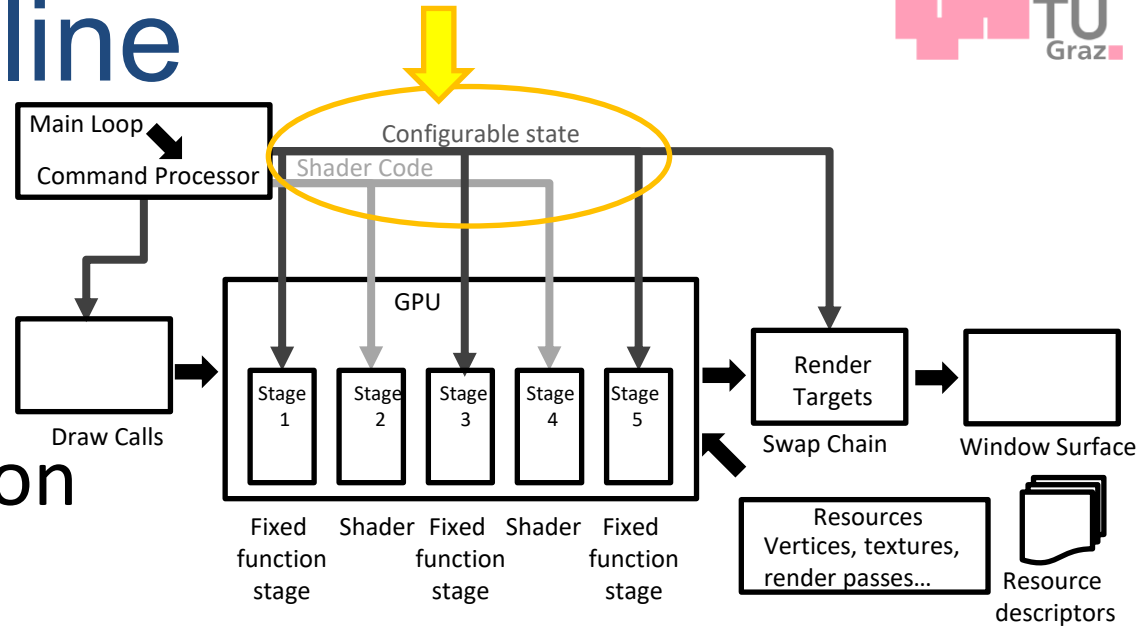 line
TU
Graz
Main Loop
Command Processor
Configurable state
Shader Code
GPU
Stage
1
Stage
2
Stage
3
Stage
4
Stage
5
Render
Targets
Draw Calls
Swap Chain
Window Surface
on
Fixed
function
stage
Shader
Fixed
function
stage
Shader
Fixed
function
stage
Resources
Vertices, textures,
render passes…
Resource
descriptors